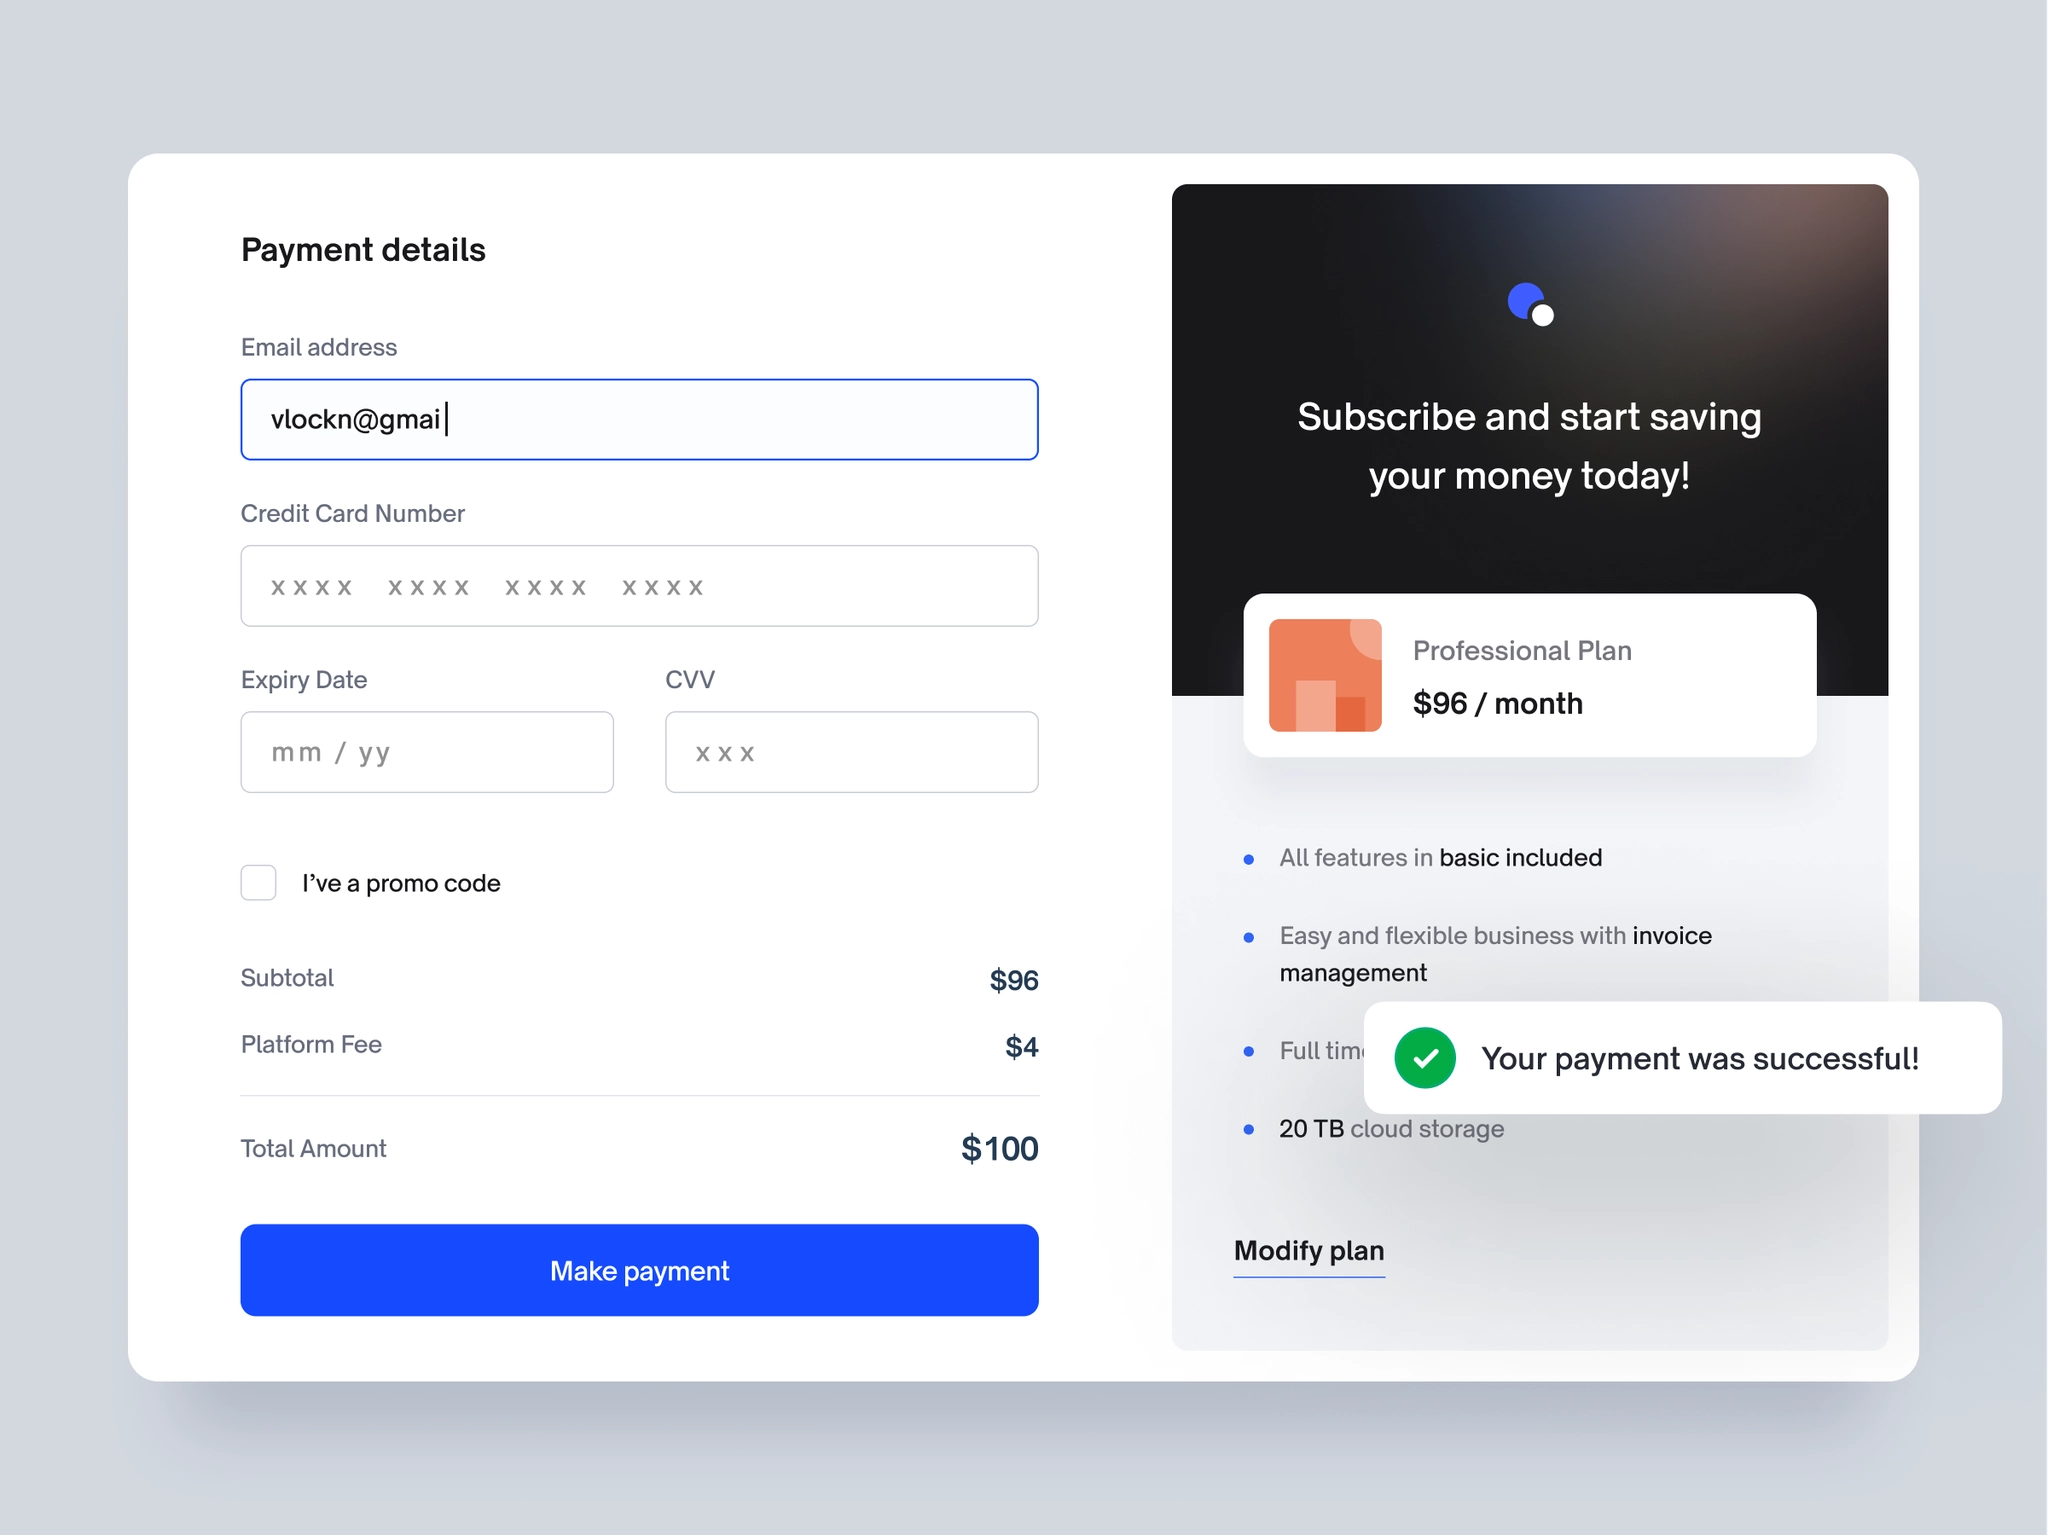 Payment details
Email address
vlockn@gmai
Credit Card Number
xxxx xxxx xxxx xxxx
Expiry Date
CVV
mm / yy
xxx
I’ve a promo code
Subtotal
$96
Platform Fee
$4
Total Amount
$100
Make payment
Subscribe and start saving
your money today!
Professional Plan
$96 / month
All features in basic included
Easy and flexible business with invoice
management
Full
Your payment was successful!
20 TB cloud storage
Modify plan